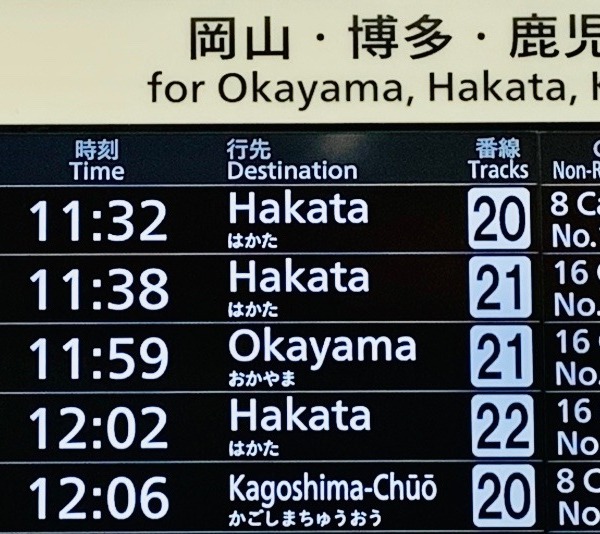 岡山・博多・鹿児
for Okayama, Hakata, K
時刻 行先 番線
Time Destination Tracks Non-R
11:32 Hakata 20 8 Ca
はかた No.
11:38 Hakata 21 16
はかた No.
11:59 Okayama 21 16
おかやま No.
12:02 Hakata 22 16
はかた No
12:06 Kagoshima-Chūō 20 8 C
かごしまちゅうおう No